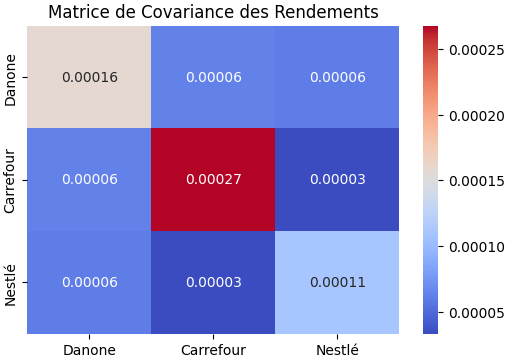 Matrice de Covariance des Rendements
Danone
0.00016 0.00006 0.00006
Carrefour
0.00006 0.00027 0.00003
Nestlé
0.00006 0.00003 0.00011
Danone Carrefour Nestlé
0.00025
0.00020
0.00015
0.00010
0.00005